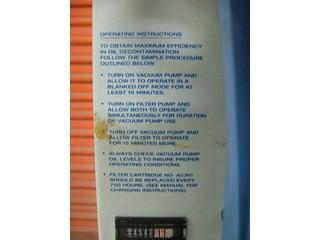 OPERATING INSTRUCTIONS
TO OBTAIN MAXIMUM EFFICIENCY
IN OIL DECONTAMINATION
FOLLOW THE SIMPLE PROCEDURE
OUTLINED BELOW
• TURN ON VACUUM PUMP AND
ALLOW IT TO OPERATE IN A
BLANKED OFF MODE FOR AT
LEAST 15 MINUTES.
• TURN ON FILTER PUMP AND
ALLOW BOTH TO OPERATE
SIMULTANEOUSLY FOR DURATION
OF VACUUM PUMP USE.
• TURN OFF VACUUM PUMP AND
ALLOW FILTER TO OPERATE
FOR 15 MINUTES MORE.
• ALWAYS CHECK VACUUM PUMP
OIL LEVELS TO INSURE PROPER
OPERATING CONDITIONS.
• FILTER CARTRIDGE NO.
SHOULD BE REPLACED EVERY
750 HOURS. (SEE MANUAL FOR
CHANGING INSTRUCTIONS)